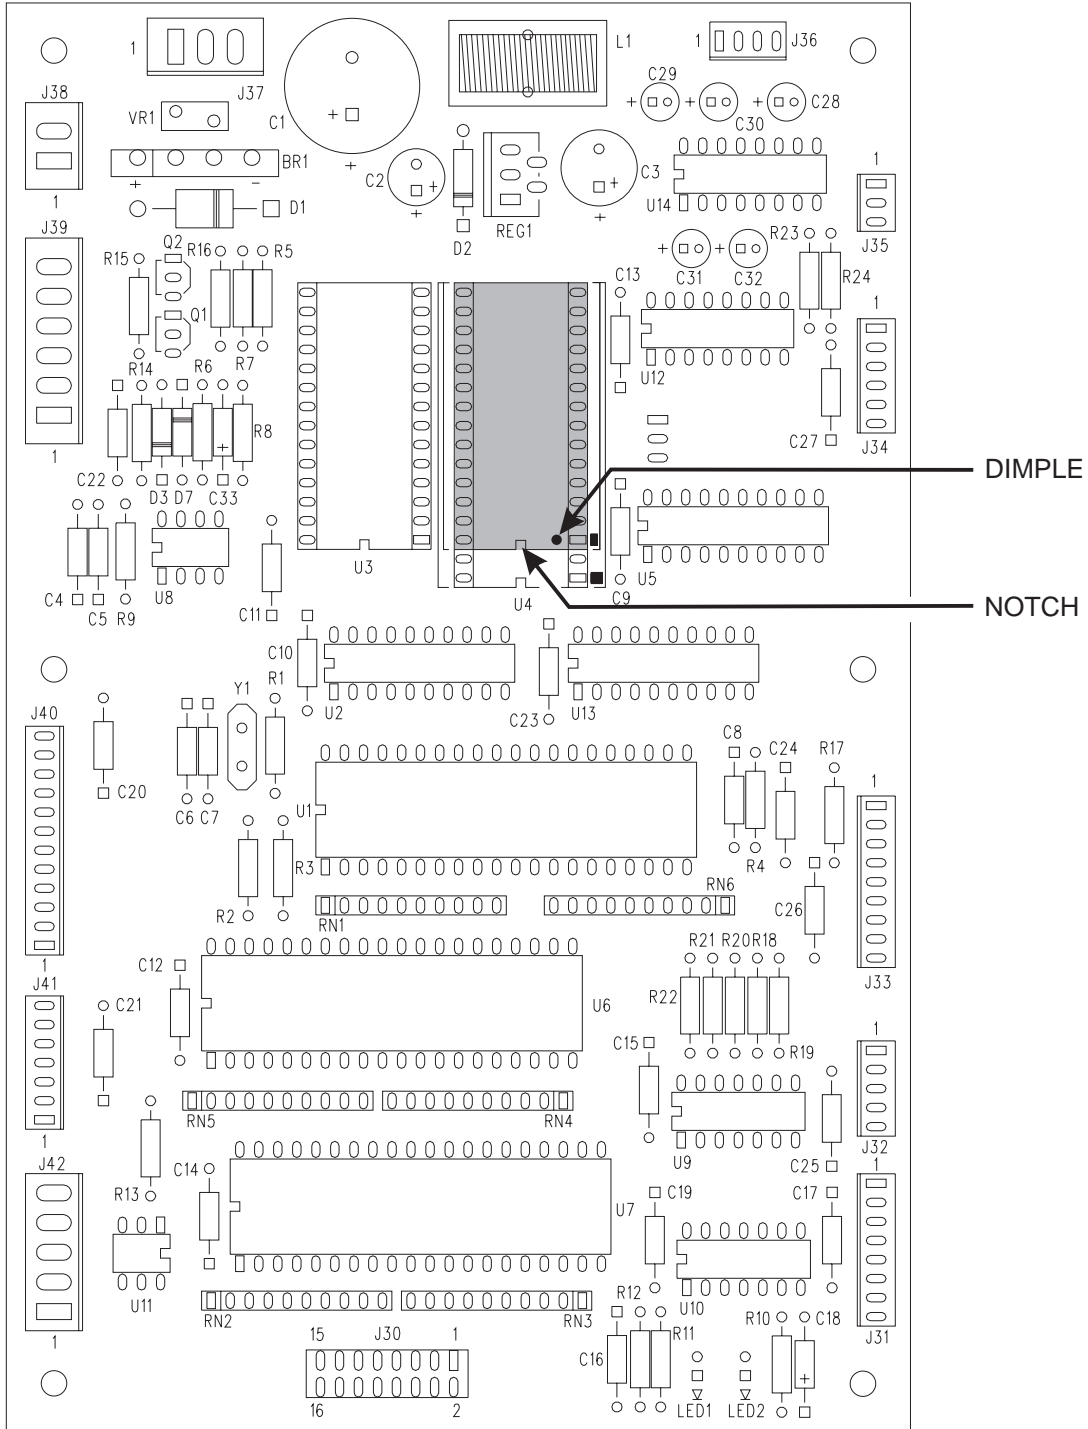 1
J37
L1
1
J36
J38
VR1
C1
+
C29
+
+
+
C28
C30
BR1
+
-
+
C2
+
+
C3
+
+
U14
1
1
D1
REG1
D2
J35
J39
R15
Q2
R16
R5
+
+
C31
C32
R23
R24
C13
1
Q1
R14
R6
R7
U12
J34
C27
R8
+
1
C22
D3
D7
C33
DIMPLE
U3
U4
U5
C9
NOTCH
C4
C5
R9
U8
C11
C10
R1
Y1
U2
C23
U13
J40
C20
C6
C7
C8
C24
R17
1
U1
R3
R4
R2
RN1
RN6
C26
1
J41
C12
C21
U6
R21
R20
R18
R22
J33
C15
R19
1
RN5
RN4
1
J42
R13
C14
U9
C25
J32
1
U7
C19
C17
U11
RN2
RN3
R12
U10
1
15
J30
1
R11
R10
C18
J31
C16
+
16
2
LED1
LED2